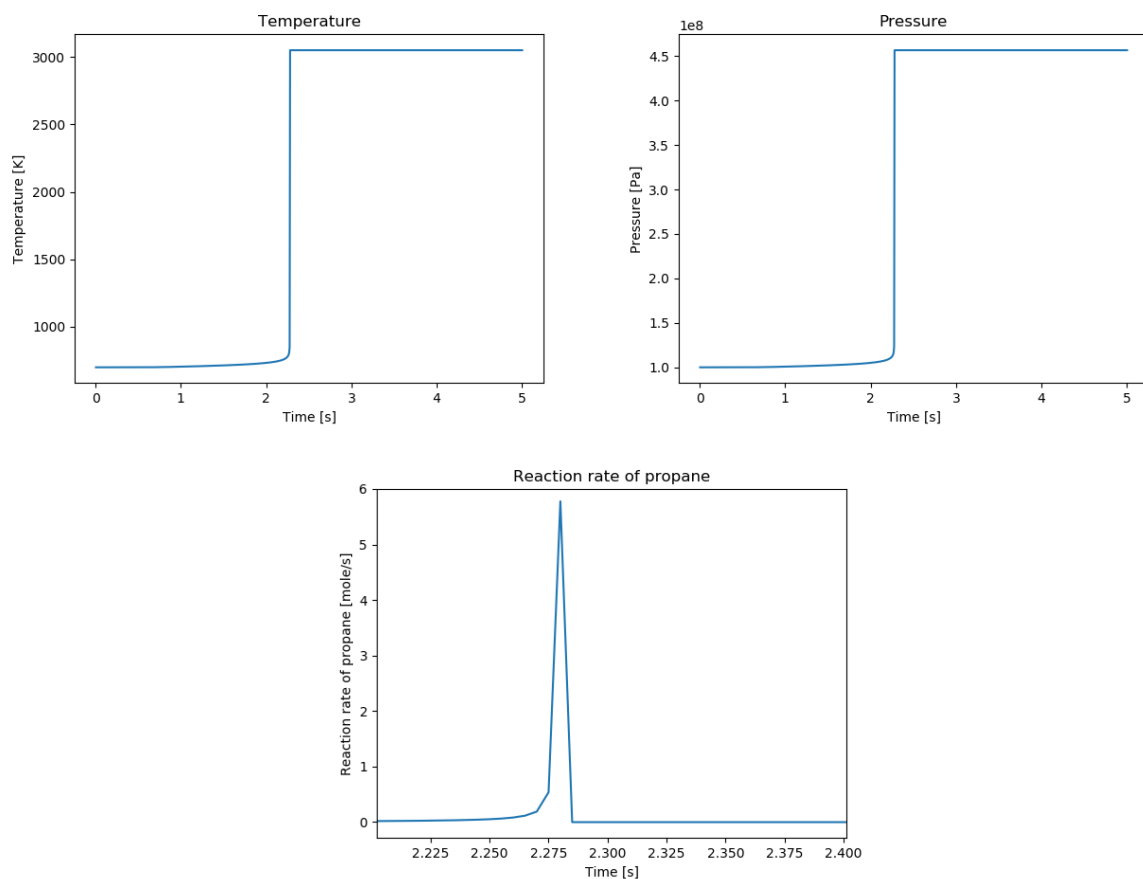 Temperature
3000
2500
2000
1500
1000
Temperature [K]
0 1 2 3 4 5
Time [s]
Pressure
1e8
4.5
4.0
3.5
3.0
2.5
2.0
1.5
1.0
Pressure [Pa]
0 1 2 3 4 5
Time [s]
Reaction rate of propane
6
5
4
3
2
1
0
Reaction rate of propane [mole/s]
2.225 2.250 2.275 2.300 2.325 2.350 2.375 2.400
Time [s]